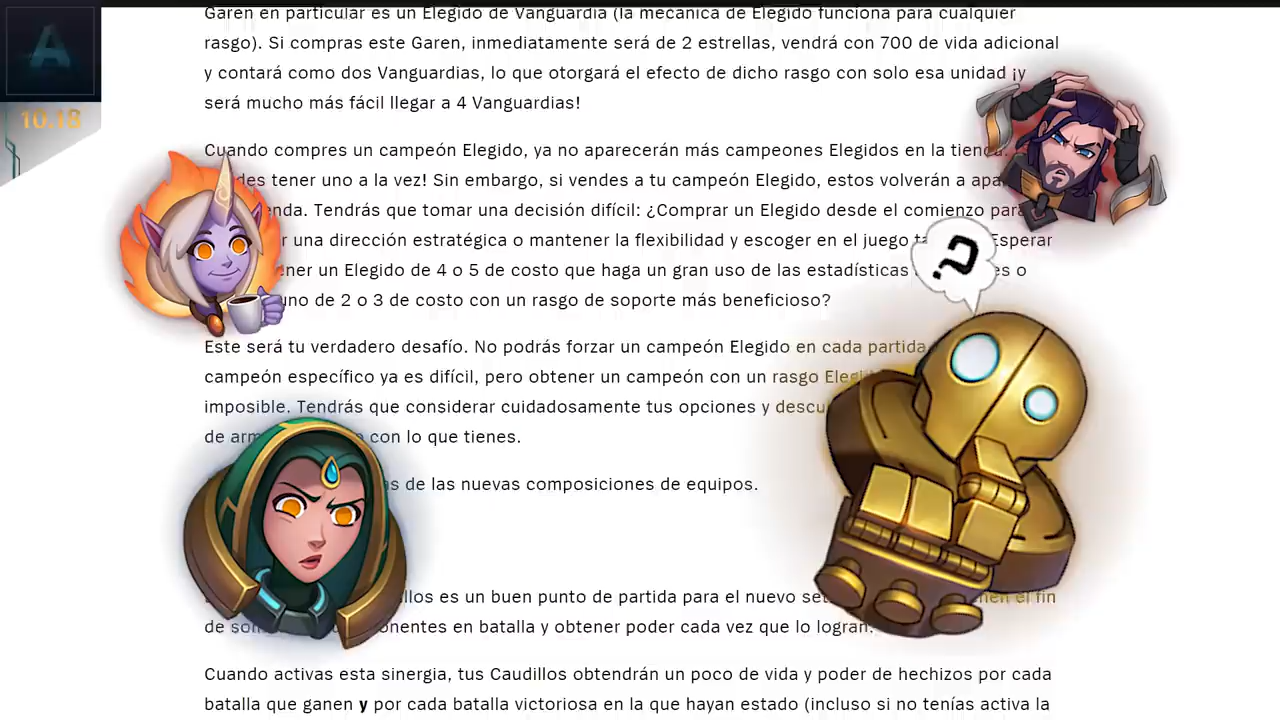 Garen en particular es un Elegido de Vanguardia (la mecánica de Elegido funciona para cualquier
rasgo). Si compras este Garen, inmediatamente será de 2 estrellas, vendrá con 700 de vida adicional
y contará como dos Vanguardias, lo que otorgará el efecto de dicho rasgo con solo esa unidad ¡y
será mucho más fácil llegar a 4 Vanguardias!
10.18
Cuando compres un campeón Elegido, ya no aparecerán más campeones Elegidos en la tienda.
tener uno a la vez! Sin embargo, si vendes a tu campeón Elegido, estos volverán a
Tendrás que tomar una decisión difícil: ¿Comprar un Elegido desde el comienzo para
una dirección estratégica o mantener la flexibilidad y escoger en el juego Esperar
un Elegido de 4 o 5 de costo que haga un gran uso de las estadísticas o
uno de 2 o 3 de costo con un rasgo de soporte más beneficioso?
?
Este será tu verdadero desafío. No podrás forzar un campeón Elegido en cada partida
campeón específico ya es difícil, pero obtener un campeón con un rasgo
imposible. Tendrás que considerar cuidadosamente tus opciones y
de con lo que tienes.
de las nuevas composiciones de equipos.
es un buen punto de partida para el nuevo el fin
de en batalla y obtener poder cada vez que lo logran.
Cuando activas esta sinergia, tus Caudillos obtendrán un poco de vida y poder de hechizos por cada
batalla que ganen y por cada batalla victoriosa en la que hayan estado (incluso si no tenías activa la